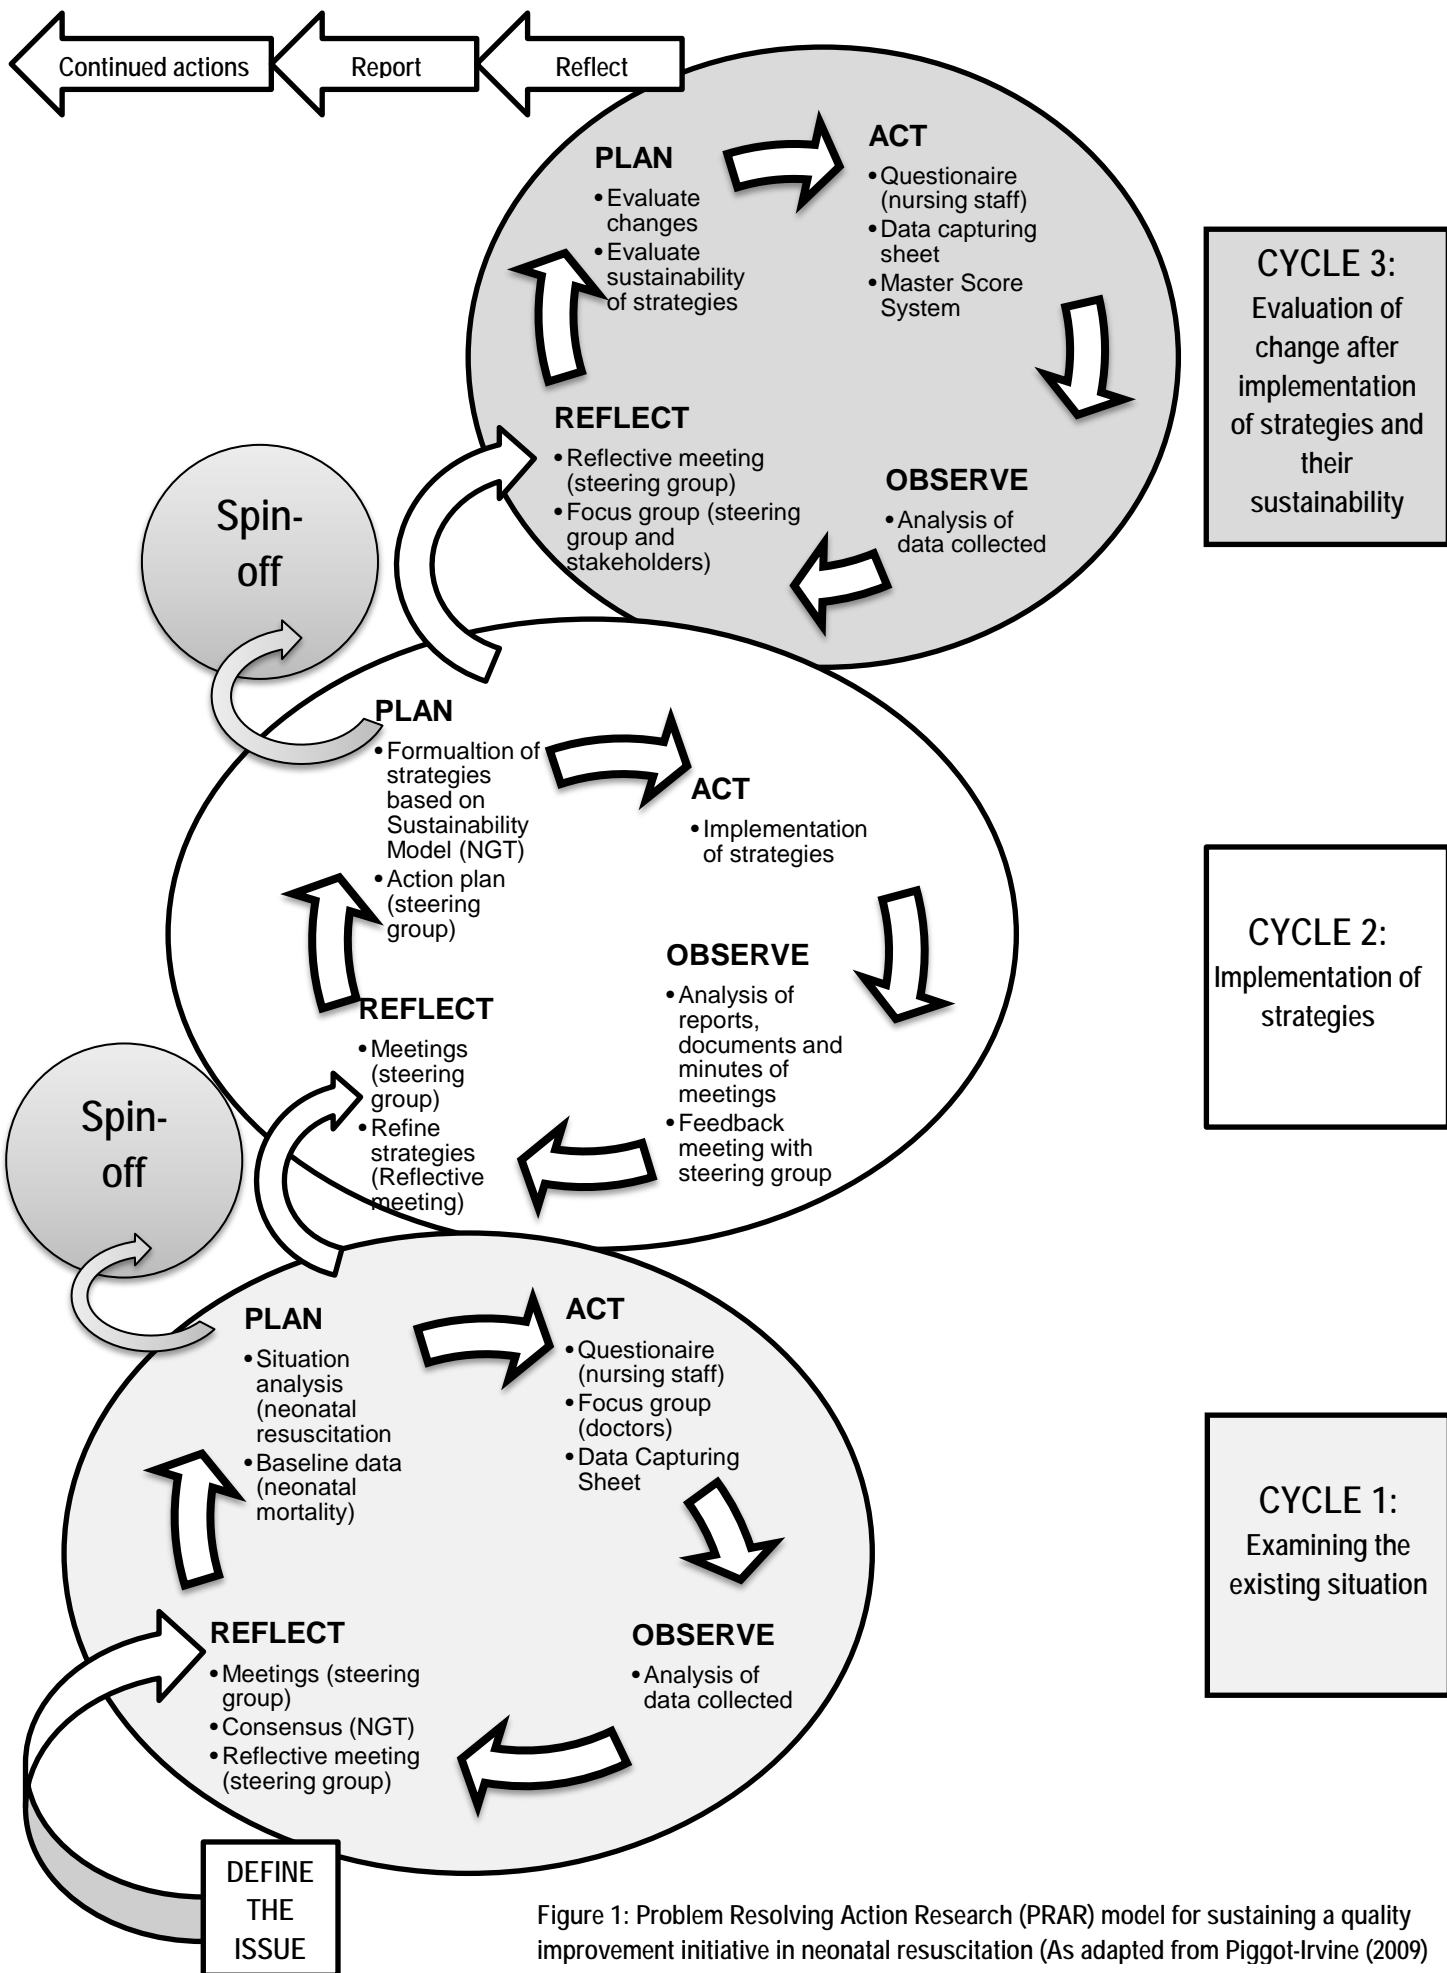 Continued actions
Report
Reflect
PLAN
• Evaluate
changes
• Evaluate
sustainability
of strategies
ACT
• Questionaire
(nursing staff)
• Data capturing
sheet
• Master Score
System
REFLECT
• Reflective meeting
(steering group)
• Focus group (steering
group and
stakeholders)
OBSERVE
• Analysis of
data collected
CYCLE 3:
Evaluation of
change after
implementation
of strategies and
their
sustainability
Spin-
off
PLAN
• Formualtion of
strategies
based on
Sustainability
Model (NGT)
• Action plan
(steering
group)
ACT
• Implementation
of strategies
OBSERVE
• Analysis of
reports,
documents and
minutes of
meetings
• Feedback
meeting with
steering group
REFLECT
• Meetings
(steering
group)
• Refine
strategies
(Reflective
meeting)
CYCLE 2:
Implementation of
strategies
Spin-
off
PLAN
• Situation
analysis
(neonatal
resuscitation
• Baseline data
(neonatal
mortality)
ACT
• Questionaire
(nursing staff)
• Focus group
(doctors)
• Data Capturing
Sheet
REFLECT
• Meetings (steering
group)
• Consensus (NGT)
• Reflective meeting
(steering group)
OBSERVE
• Analysis of
data collected
CYCLE 1:
Examining the
existing situation
DEFINE
THE
ISSUE
Figure 1: Problem Resolving Action Research (PRAR) model for sustaining a quality
improvement initiative in neonatal resuscitation (As adapted from Piggot-Irvine (2009)